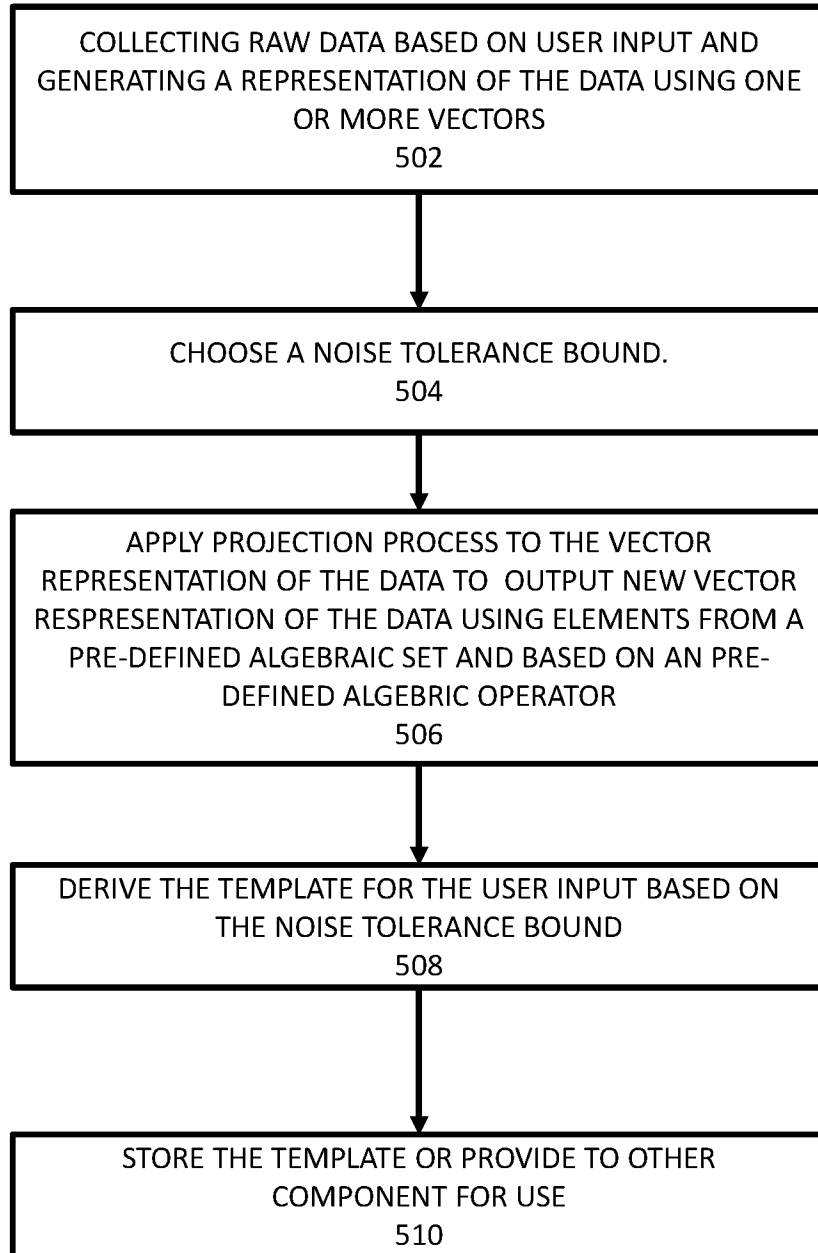 COLLECTING RAW DATA BASED ON USER INPUT AND
GENERATING A REPRESENTATION OF THE DATA USING ONE
OR MORE VECTORS
502
CHOOSE A NOISE TOLERANCE BOUND.
504
APPLY PROJECTION PROCESS TO THE VECTOR
REPRESENTATION OF THE DATA TO OUTPUT NEW VECTOR
RESPRESENTATION OF THE DATA USING ELEMENTS FROM A
PRE-DEFINED ALGEBRAIC SET AND BASED ON AN PRE-
DEFINED ALGEBRIC OPERATOR
506
DERIVE THE TEMPLATE FOR THE USER INPUT BASED ON
THE NOISE TOLERANCE BOUND
508
STORE THE TEMPLATE OR PROVIDE TO OTHER
COMPONENT FOR USE
510